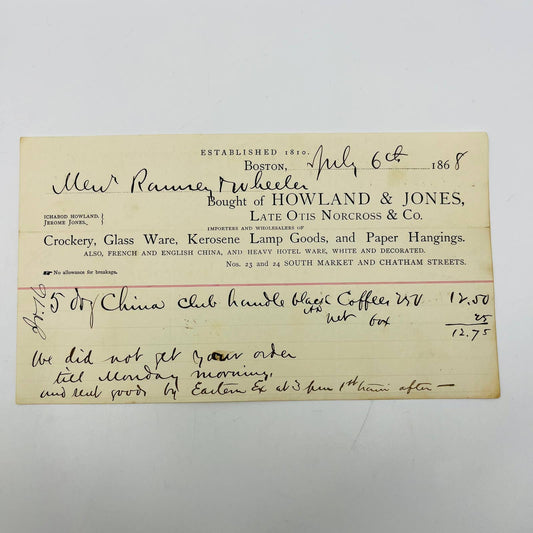 ESTABLISHED 1810.
BOSTON, July 6th 1868
Messrs Ramsey & Wheeler
Bought of HOWLAND & JONES,
ICHABOD HOWLAND. }
JEROME JONES. }
LATE OTIS NORCROSS & CO.
IMPORTERS AND WHOLESALERS OF
Crockery, Glass Ware, Kerosene Lamp Goods, and Paper Hangings.
ALSO, FRENCH AND ENGLISH CHINA, AND HEAVY HOTEL WARE, WHITE AND DECORATED.
☞ No allowance for breakage.
NOS. 23 and 24 SOUTH MARKET AND CHATHAM STREETS.
5 doz China club handle black Coffees 250 12.50
net box 25
12.75
We did not get your order
till Monday morning,
and sent goods by Eastern Ex at 3 pm 1st train after —